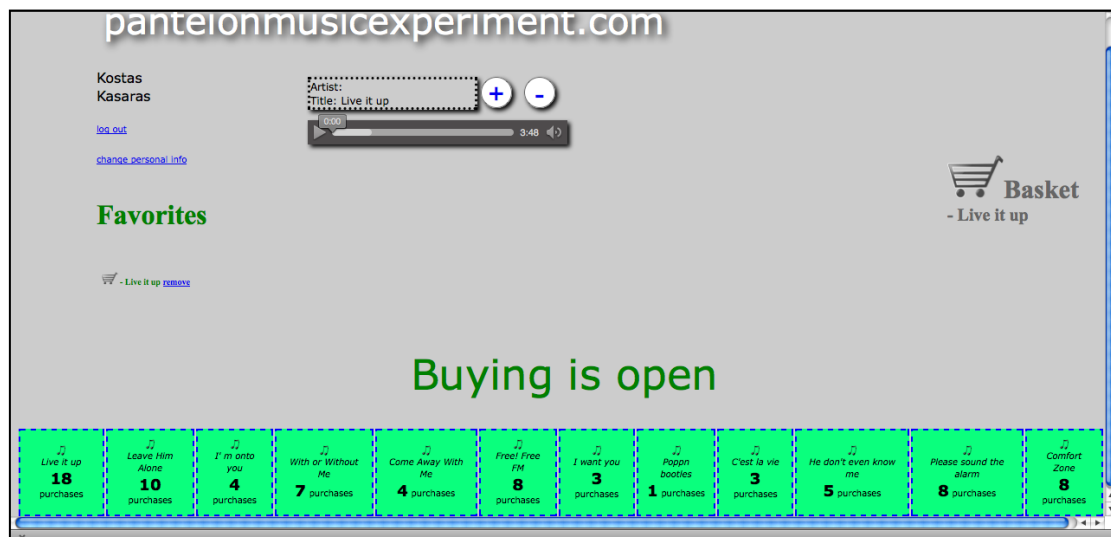 pantelonmusicexperiment.com
Kostas
Kasaras
log out
change personal info
Artist:
Title: Live it up
+ -
0:00
3:48
Basket
- Live it up
Favorites
- Live it up remove
Buying is open
♫
Live it up
18
purchases
♫
Leave Him
Alone
10
purchases
♫
I' m onto
you
4
purchases
♫
With or Without
Me
7 purchases
♫
Come Away With
Me
4 purchases
♫
Free! Free
FM
8
purchases
♫
I want you
3
purchases
♫
Poppn
bootles
1 purchases
♫
C'est la vie
3
purchases
♫
He don't even know
me
5 purchases
♫
Please sound the
alarm
8 purchases
♫
Comfort
Zone
8
purchases